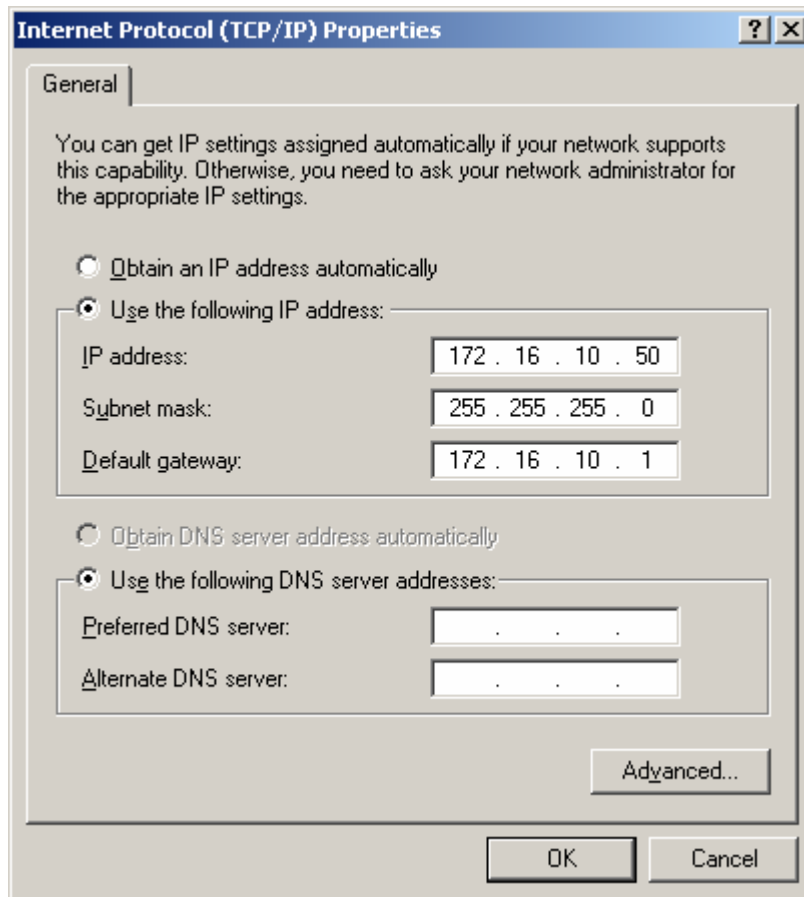 Internet Protocol (TCP/IP) Properties
General
You can get IP settings assigned automatically if your network supports
this capability. Otherwise, you need to ask your network administrator for
the appropriate IP settings.
Obtain an IP address automatically
Use the following IP address:
IP address: 172 . 16 . 10 . 50
Subnet mask: 255 . 255 . 255 . 0
Default gateway: 172 . 16 . 10 . 1
Obtain DNS server address automatically
Use the following DNS server addresses:
Preferred DNS server: . . .
Alternate DNS server: . . .
Advanced...
OK Cancel